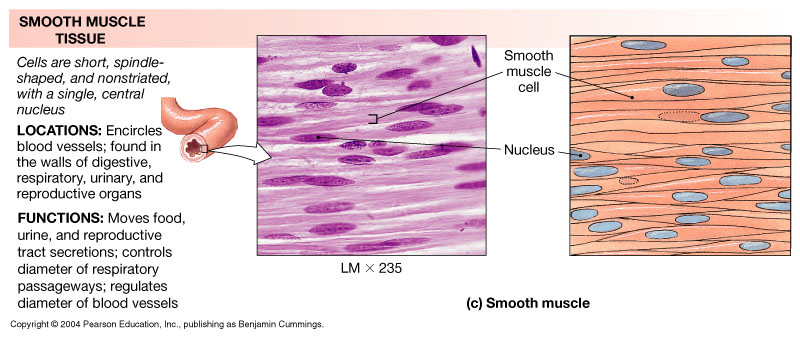 SMOOTH MUSCLE
TISSUE
Cells are short, spindle-
shaped, and nonstriated,
with a single, central
nucleus
LOCATIONS: Encircles
blood vessels; found in
the walls of digestive,
respiratory, urinary, and
reproductive organs
FUNCTIONS: Moves food,
urine, and reproductive
tract secretions; controls
diameter of respiratory
passageways; regulates
diameter of blood vessels
Smooth
muscle
cell
Nucleus
LM × 235
(c) Smooth muscle
Copyright © 2004 Pearson Education, Inc., publishing as Benjamin Cummings.